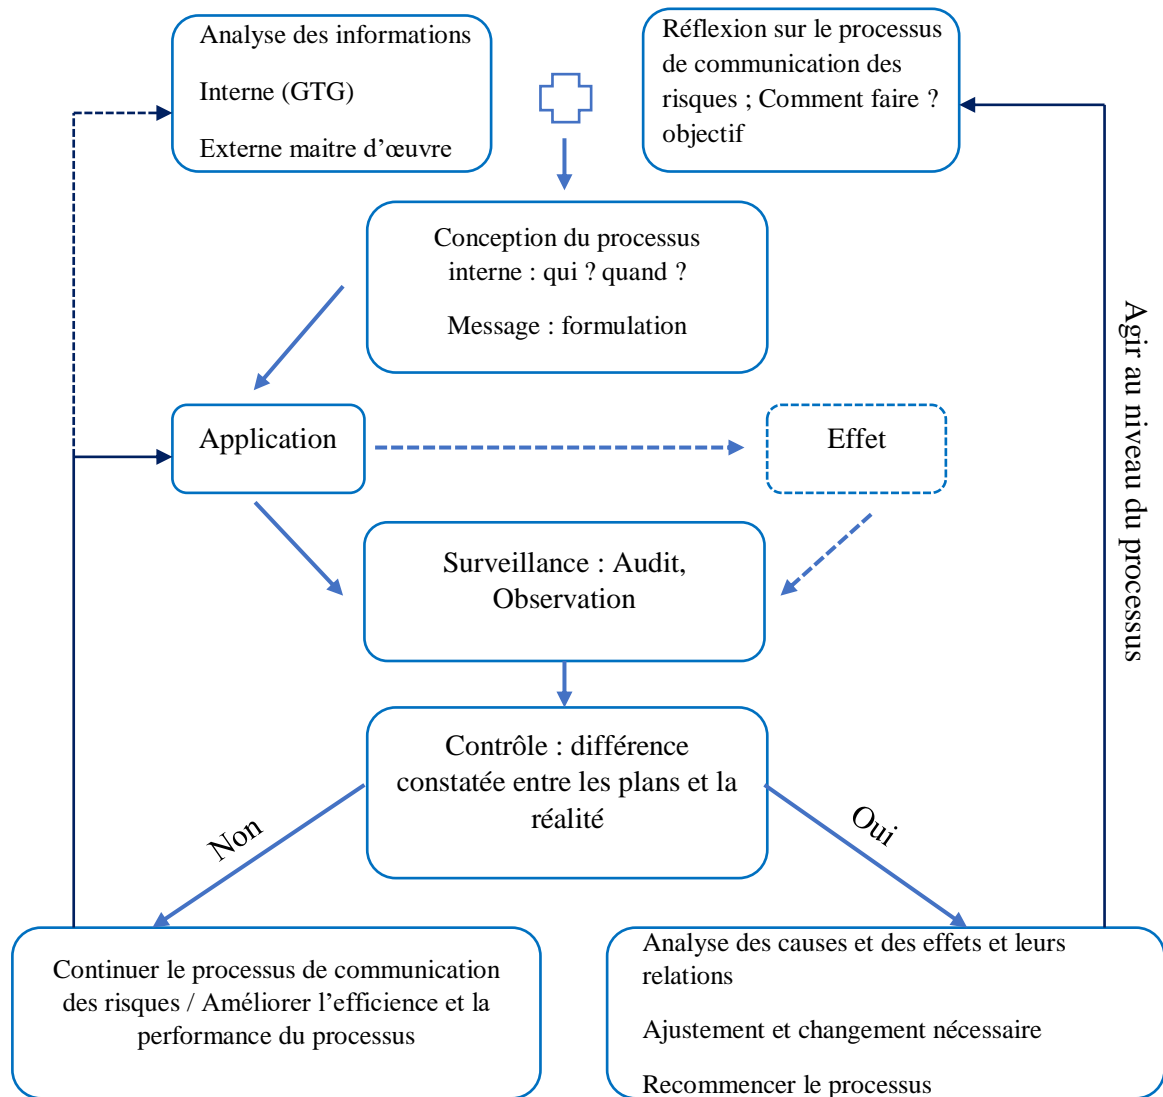 Analyse des informations
Interne (GTG)
Externe maitre d’œuvre
Réflexion sur le processus
de communication des
risques ; Comment faire ?
objectif
Conception du processus
interne : qui ? quand ?
Message : formulation
Application
Effet
Agir au niveau du processus
Surveillance : Audit,
Observation
Contrôle : différence
constatée entre les plans et la
réalité
Non
Oui
Continuer le processus de communication
des risques / Améliorer l’efficience et la
performance du processus
Analyse des causes et des effets et leurs
relations
Ajustement et changement nécessaire
Recommencer le processus